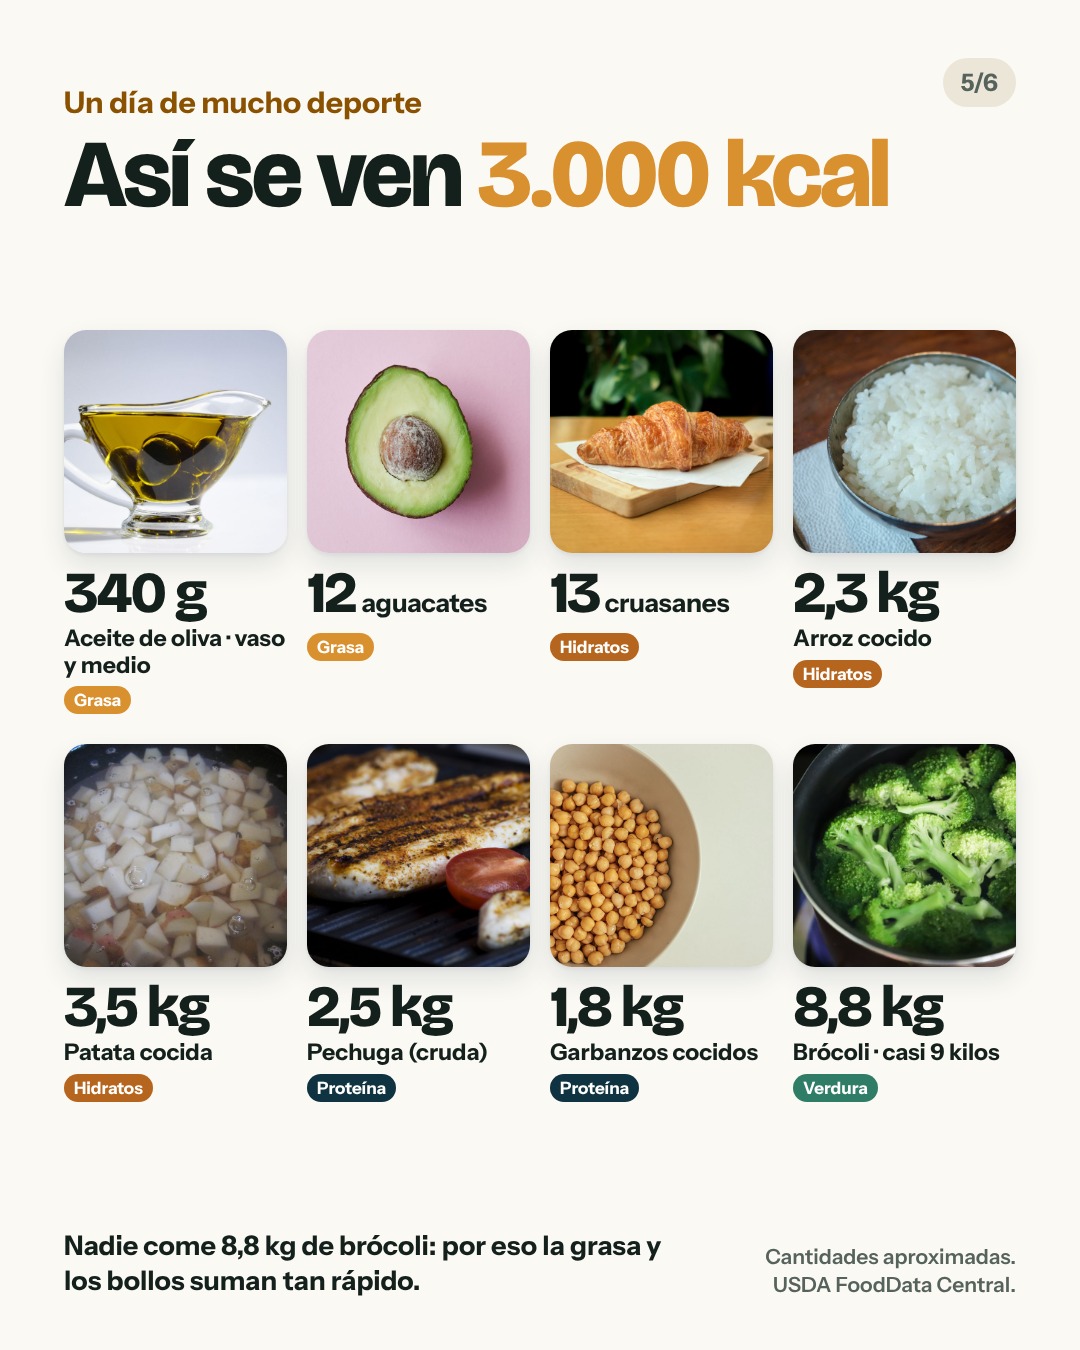 5/6
Un día de mucho deporte
Así se ven 3.000 kcal
340 g
Aceite de oliva · vaso
y medio
Grasa
12 aguacates
Grasa
13 cruasanes
Hidratos
2,3 kg
Arroz cocido
Hidratos
3,5 kg
Patata cocida
Hidratos
2,5 kg
Pechuga (cruda)
Proteína
1,8 kg
Garbanzos cocidos
Proteína
8,8 kg
Brócoli · casi 9 kilos
Verdura
Nadie come 8,8 kg de brócoli: por eso la grasa y
los bollos suman tan rápido.
Cantidades aproximadas.
USDA FoodData Central.